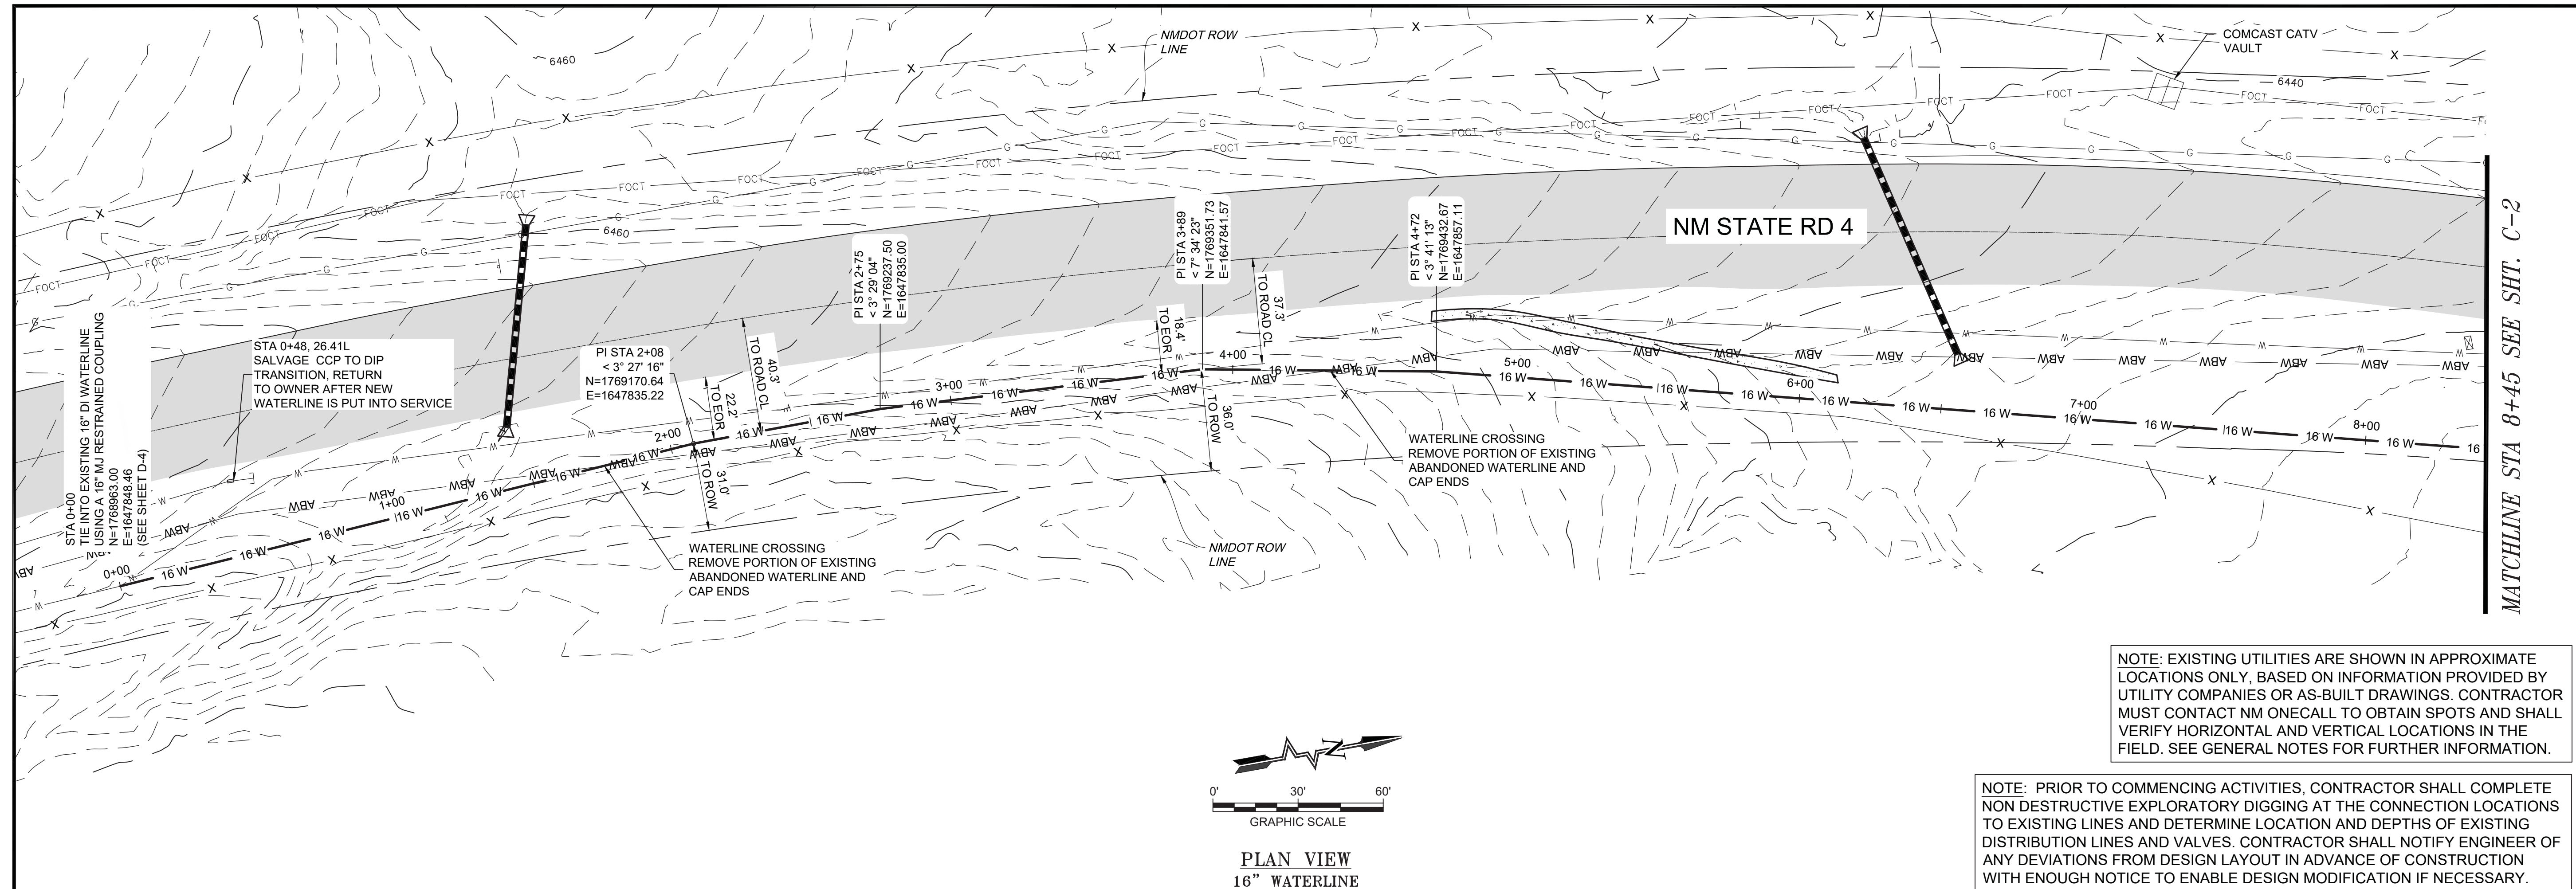 NMDOT ROW
LINE
COMCAST CATV
VAULT
6460
6440
6460
NM STATE RD 4
STA 0+00
TIE INTO EXISTING 16" DI WATERLINE
USING A 16" MJ RESTRAINED COUPLING
N=1768963.00
E=1647848.46
(SEE SHEET D-4)
STA 0+48, 26.41L
SALVAGE CCP TO DIP
TRANSITION, RETURN
TO OWNER AFTER NEW
WATERLINE IS PUT INTO SERVICE
PI STA 2+08
< 3° 27' 16"
N=1769170.64
E=1647835.22
22.2'
TO EOR
40.3'
TO ROAD CL
31.0'
TO ROW
PI STA 2+75
< 3° 29' 04"
N=1769237.50
E=1647835.00
PI STA 3+89
< 7° 34' 23"
N=1769351.73
E=1647841.57
18.4'
TO EOR
37.3'
TO ROAD CL
36.0'
TO ROW
PI STA 4+72
< 3° 41' 13"
N=1769432.67
E=1647857.11
0+00
1+00
2+00
3+00
4+00
5+00
6+00
7+00
8+00
16 W
ABW
FOCT
G
W
X
WATERLINE CROSSING
REMOVE PORTION OF EXISTING
ABANDONED WATERLINE AND
CAP ENDS
WATERLINE CROSSING
REMOVE PORTION OF EXISTING
ABANDONED WATERLINE AND
CAP ENDS
NMDOT ROW
LINE
MATCHLINE STA 8+45 SEE SHT. C-2
NOTE: EXISTING UTILITIES ARE SHOWN IN APPROXIMATE
LOCATIONS ONLY, BASED ON INFORMATION PROVIDED BY
UTILITY COMPANIES OR AS-BUILT DRAWINGS. CONTRACTOR
MUST CONTACT NM ONECALL TO OBTAIN SPOTS AND SHALL
VERIFY HORIZONTAL AND VERTICAL LOCATIONS IN THE
FIELD. SEE GENERAL NOTES FOR FURTHER INFORMATION.
NOTE: PRIOR TO COMMENCING ACTIVITIES, CONTRACTOR SHALL COMPLETE
NON DESTRUCTIVE EXPLORATORY DIGGING AT THE CONNECTION LOCATIONS
TO EXISTING LINES AND DETERMINE LOCATION AND DEPTHS OF EXISTING
DISTRIBUTION LINES AND VALVES. CONTRACTOR SHALL NOTIFY ENGINEER OF
ANY DEVIATIONS FROM DESIGN LAYOUT IN ADVANCE OF CONSTRUCTION
WITH ENOUGH NOTICE TO ENABLE DESIGN MODIFICATION IF NECESSARY.
N
0' 30' 60'
GRAPHIC SCALE
PLAN VIEW
16" WATERLINE